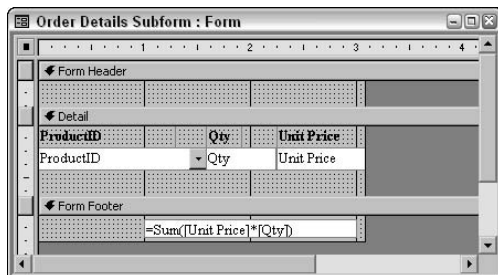 Order Details Subform : Form
1 2 3 4
Form Header
Detail
ProductID Qty Unit Price
ProductID Qty Unit Price
Form Footer
=Sum([Unit Price]*[Qty])